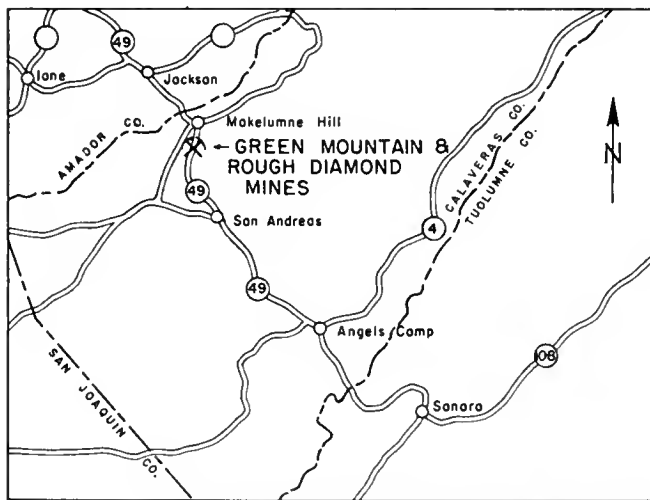 49
Ione
Jackson
AMADOR CO.
Mokelumne Hill
GREEN MOUNTAIN &
ROUGH DIAMOND
MINES
N
49
San Andreas
CALAVERAS CO.
TUOLUMNE CO.
4
49
Angels Camp
SAN JOAQUIN CO.
108
Sonora